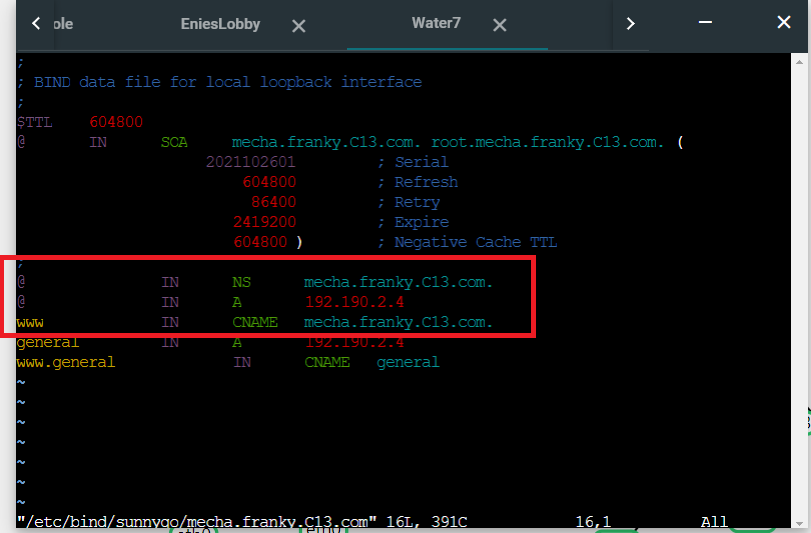 ole EniesLobby Water7
;
; BIND data file for local loopback interface
;
$TTL 604800
@ IN SOA mecha.franky.C13.com. root.mecha.franky.C13.com. (
2021102601 ; Serial
604800 ; Refresh
86400 ; Retry
2419200 ; Expire
604800 ) ; Negative Cache TTL
;
@ IN NS mecha.franky.C13.com.
@ IN A 192.190.2.4
www IN CNAME mecha.franky.C13.com.
general IN A 192.190.2.4
www.general IN CNAME general
~
~
~
~
~
~
~
"/etc/bind/sunnygo/mecha.franky.C13.com" 16L, 391C 16,1 All